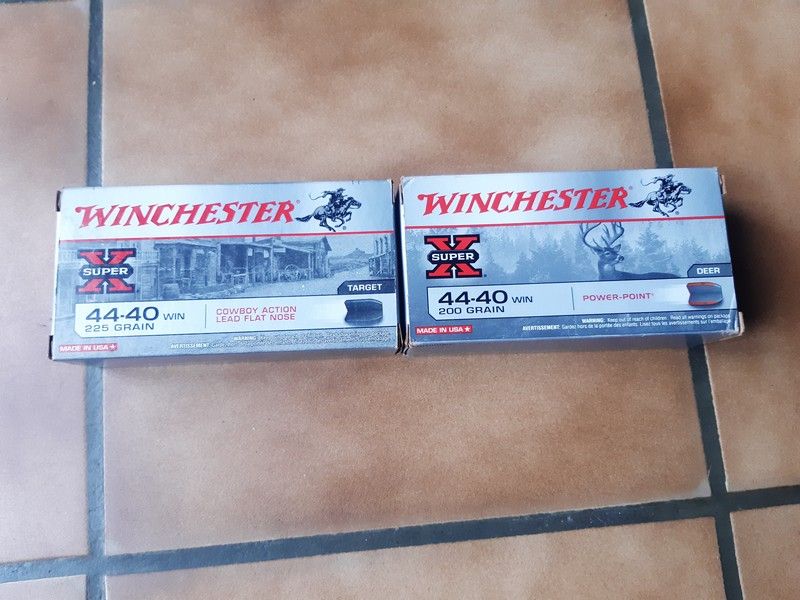 WINCHESTER®
SUPER X
TARGET
44-40 WIN
225 GRAIN
COWBOY ACTION
LEAD FLAT NOSE
MADE IN USA
WINCHESTER®
SUPER X
DEER
44-40 WIN
200 GRAIN
POWER-POINT®
MADE IN USA
WARNING: Keep out of reach of children. Read all warnings on package
AVERTISSEMENT: Gardez hors de la portée des enfants. Lisez tous les avertissements sur l'emballage